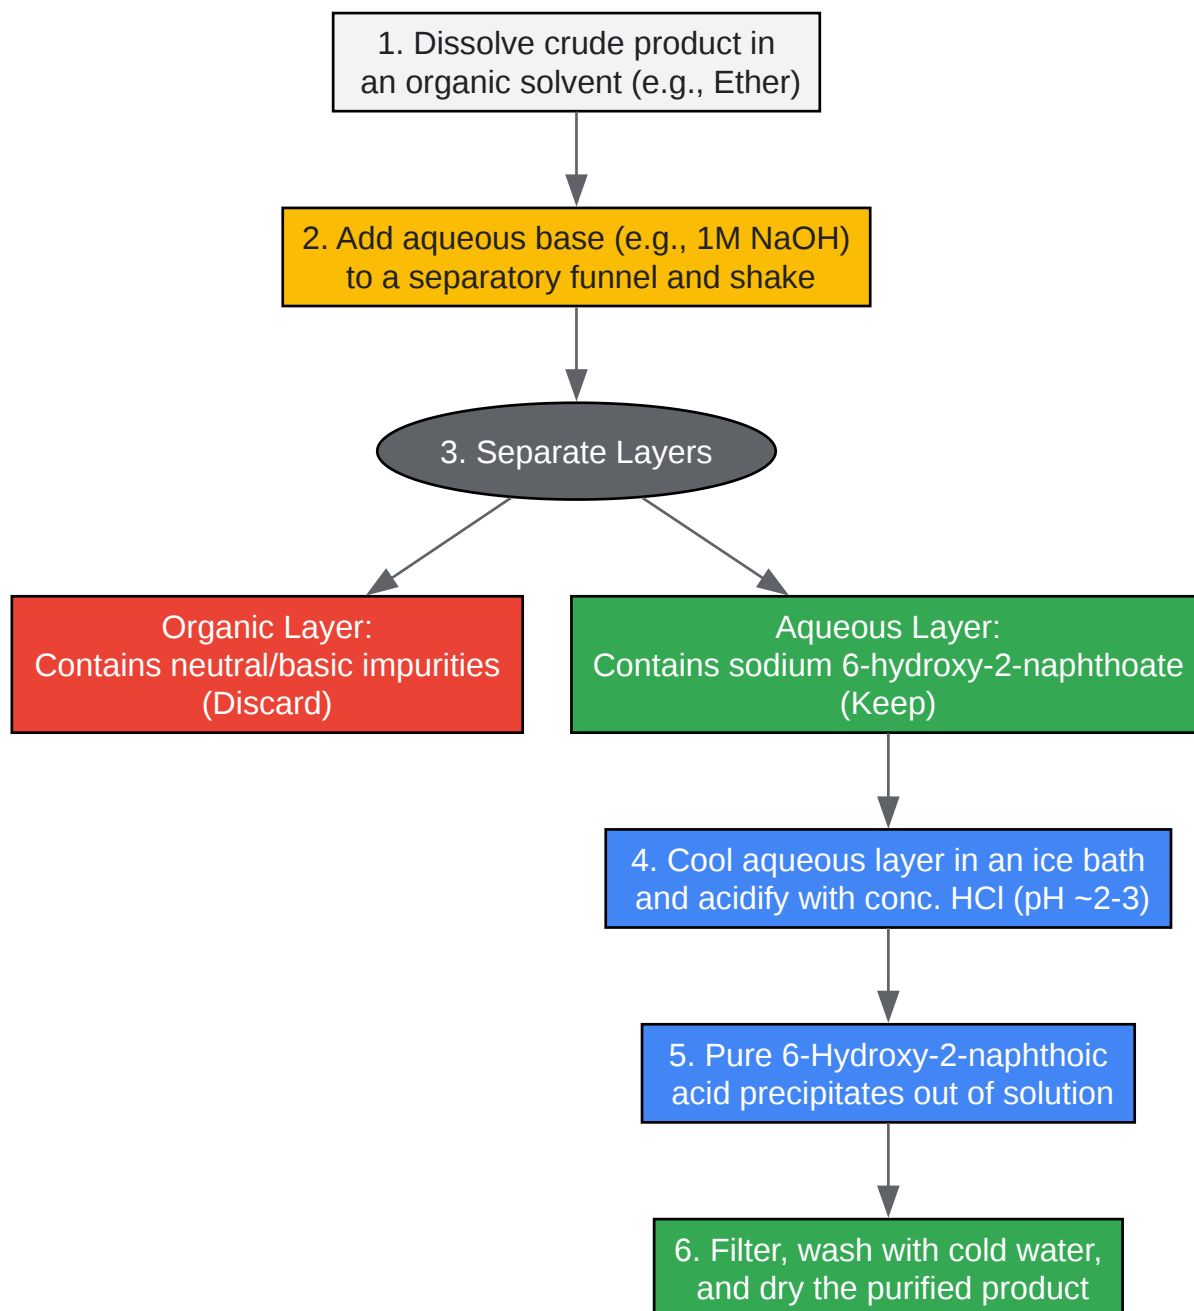 1. Dissolve crude product in
an organic solvent (e.g., Ether)
2. Add aqueous base (e.g., 1M NaOH)
to a separatory funnel and shake
3. Separate Layers
Organic Layer:
Contains neutral/basic impurities
(Discard)
Aqueous Layer:
Contains sodium 6-hydroxy-2-naphthoate
(Keep)
4. Cool aqueous layer in an ice bath
and acidify with conc. HCl (pH ~2-3)
5. Pure 6-Hydroxy-2-naphthoic
acid precipitates out of solution
6. Filter, wash with cold water,
and dry the purified product